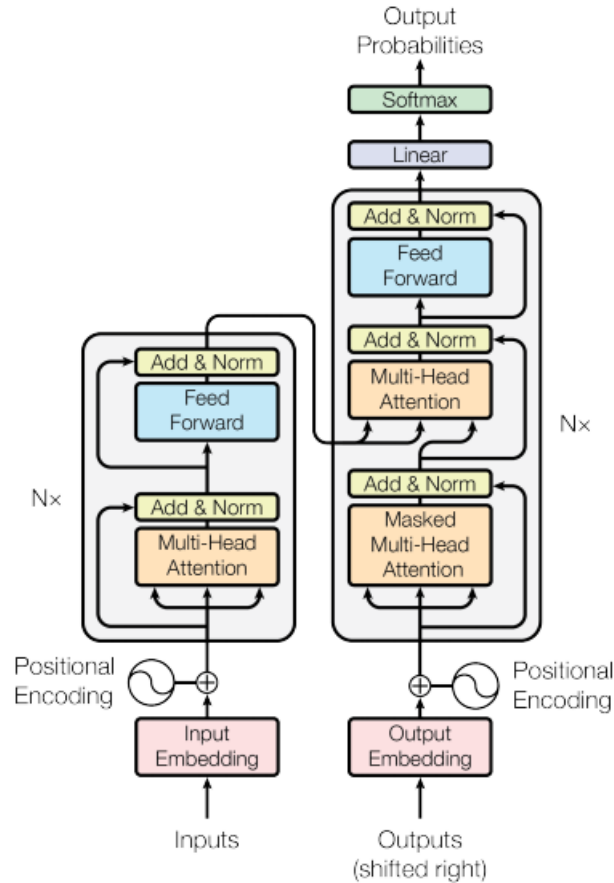 Output
Probabilities
Softmax
Linear
Add & Norm
Feed
Forward
Add & Norm
Multi-Head
Attention
Add & Norm
Masked
Multi-Head
Attention
N×
Add & Norm
Feed
Forward
Add & Norm
Multi-Head
Attention
N×
Positional
Encoding
Positional
Encoding
Input
Embedding
Output
Embedding
Inputs
Outputs
(shifted right)